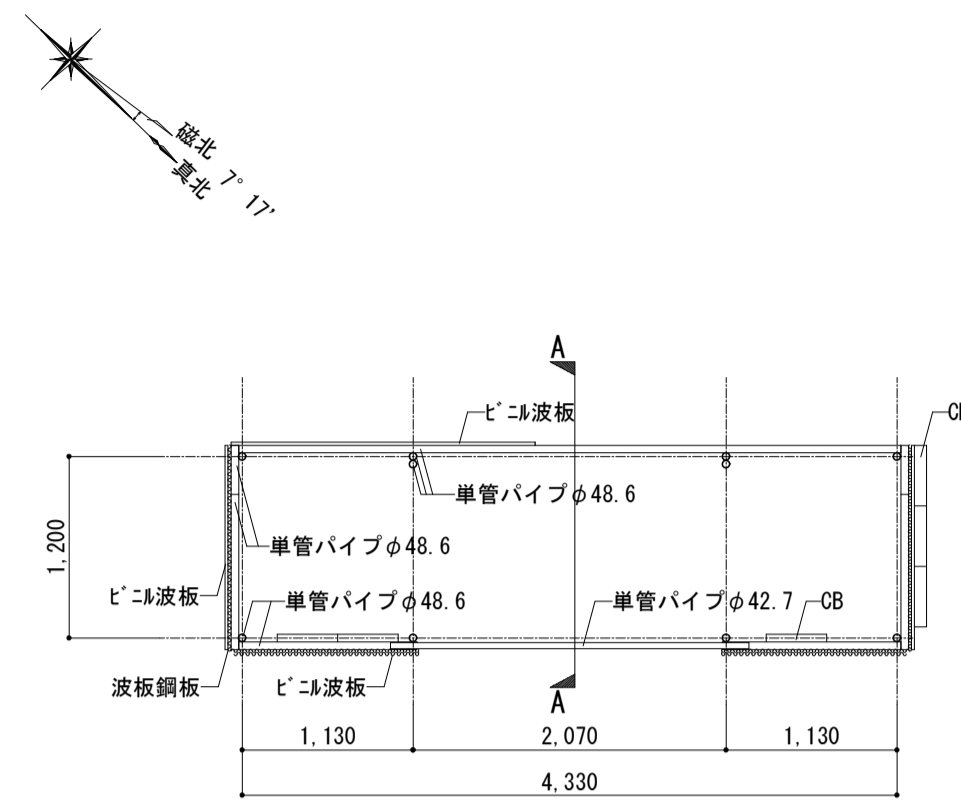 磁北
真北
7° 17'
A
ビニル波板
CB
単管パイプφ48.6
単管パイプφ48.6
1,200
ビニル波板
単管パイプφ48.6
単管パイプφ42.7
CB
波板鋼板
ビニル波板
A
1,130
2,070
1,130
4,330